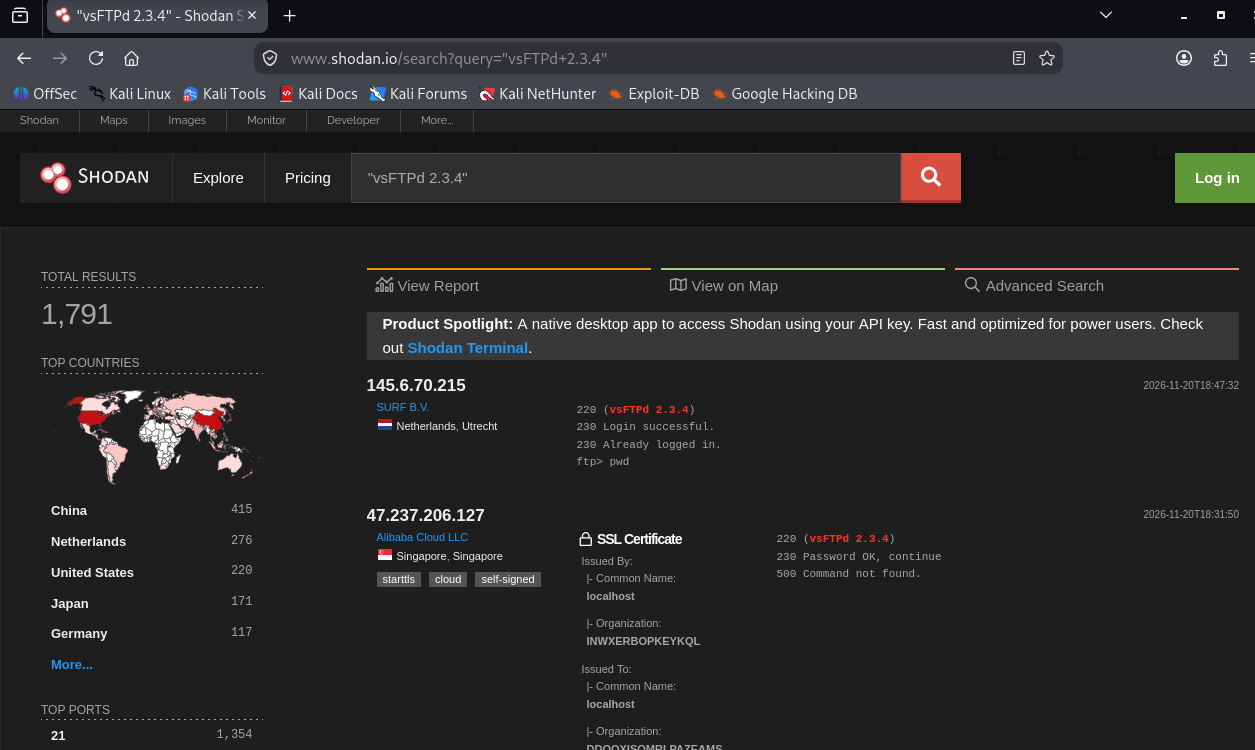 "vsFTPd 2.3.4" - Shodan S
www.shodan.io/search?query="vsFTPd+2.3.4"
OffSec Kali Linux Kali Tools Kali Docs Kali Forums Kali NetHunter Exploit-DB Google Hacking DB
Shodan Maps Images Monitor Developer More...
SHODAN Explore Pricing "vsFTPd 2.3.4" Log in
TOTAL RESULTS
1,791
TOP COUNTRIES
China 415
Netherlands 276
United States 220
Japan 171
Germany 117
More...
TOP PORTS
21 1,354
View Report View on Map Advanced Search
Product Spotlight: A native desktop app to access Shodan using your API key. Fast and optimized for power users. Check
out Shodan Terminal.
145.6.70.215 2026-11-20T18:47:32
SURF B.V.
Netherlands, Utrecht
220 (vsFTPd 2.3.4)
230 Login successful.
230 Already logged in.
ftp> pwd
47.237.206.127 2026-11-20T18:31:50
Alibaba Cloud LLC
Singapore, Singapore
starttls cloud self-signed
SSL Certificate
Issued By:
|- Common Name:
localhost
|- Organization:
INWXERBOPKEYKQL
Issued To:
|- Common Name:
localhost
|- Organization:
220 (vsFTPd 2.3.4)
230 Password OK, continue
500 Command not found.